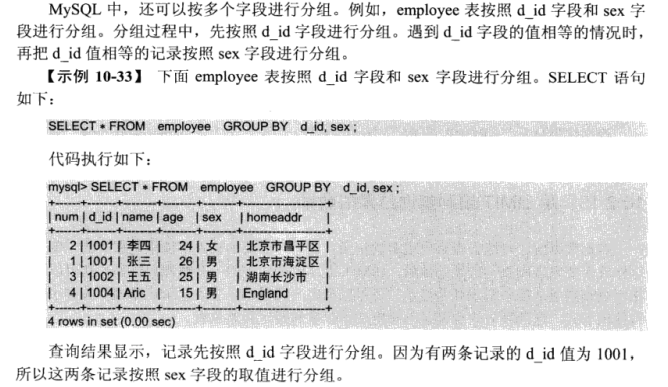 MySQL 中，还可以按多个字段进行分组。例如，employee 表按照 d_id 字段和 sex 字
段进行分组。分组过程中，先按照 d_id 字段进行分组。遇到 d_id 字段的值相等的情况时，
再把 d_id 值相等的记录按照 sex 字段进行分组。
【示例 10-33】 下面 employee 表按照 d_id 字段和 sex 字段进行分组。SELECT 语句
如下：
SELECT * FROM employee GROUP BY d_id, sex ;
代码执行如下：
mysql> SELECT * FROM employee GROUP BY d_id, sex ;
+------+------+------+------+------+--------------+
| num | d_id | name | age | sex | homeaddr |
+------+------+------+------+------+--------------+
| 2 | 1001 | 李四 | 24 | 女 | 北京市昌平区 |
| 1 | 1001 | 张三 | 26 | 男 | 北京市海淀区 |
| 3 | 1002 | 王五 | 25 | 男 | 湖南长沙市 |
| 4 | 1004 | Aric | 15 | 男 | England |
+------+------+------+------+------+--------------+
4 rows in set (0.00 sec)
查询结果显示，记录先按照 d_id 字段进行分组。因为有两条记录的 d_id 值为 1001，
所以这两条记录按照 sex 字段的取值进行分组。